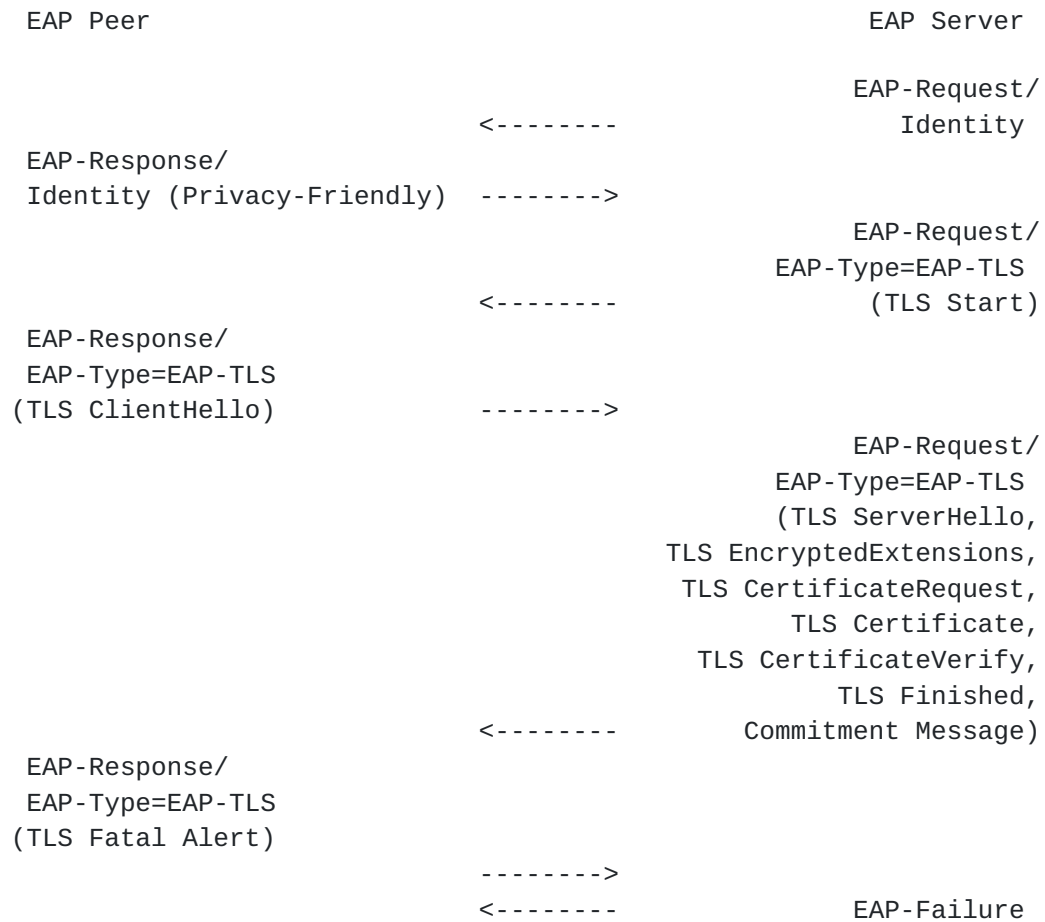 EAP Peer                                              EAP Server

                                                     EAP-Request/
                              <--------                  Identity
EAP-Response/
Identity (Privacy-Friendly)  -------->
                                                     EAP-Request/
                                                EAP-Type=EAP-TLS
                              <--------               (TLS Start)
EAP-Response/
EAP-Type=EAP-TLS
(TLS ClientHello)             -------->
                                                     EAP-Request/
                                                EAP-Type=EAP-TLS
                                                (TLS ServerHello,
                                         TLS EncryptedExtensions,
                                          TLS CertificateRequest,
                                                 TLS Certificate,
                                           TLS CertificateVerify,
                                                    TLS Finished,
                              <--------       Commitment Message)
EAP-Response/
EAP-Type=EAP-TLS
(TLS Fatal Alert)
                              -------->
                              <--------               EAP-Failure